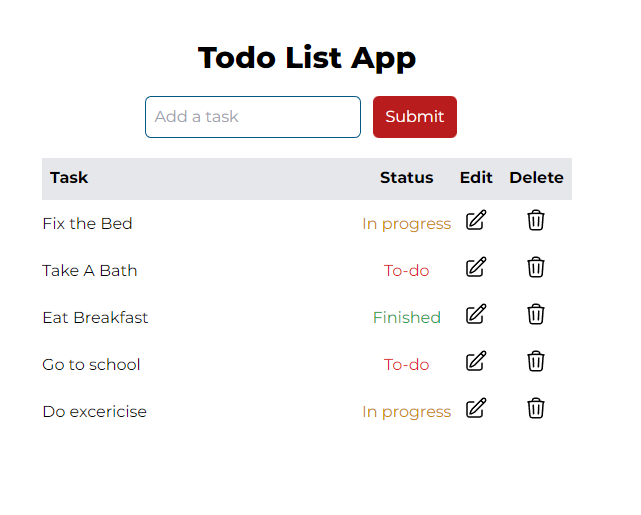 Todo List App
Add a task Submit
Task Status Edit Delete
Fix the Bed In progress
Take A Bath To-do
Eat Breakfast Finished
Go to school To-do
Do excericise In progress